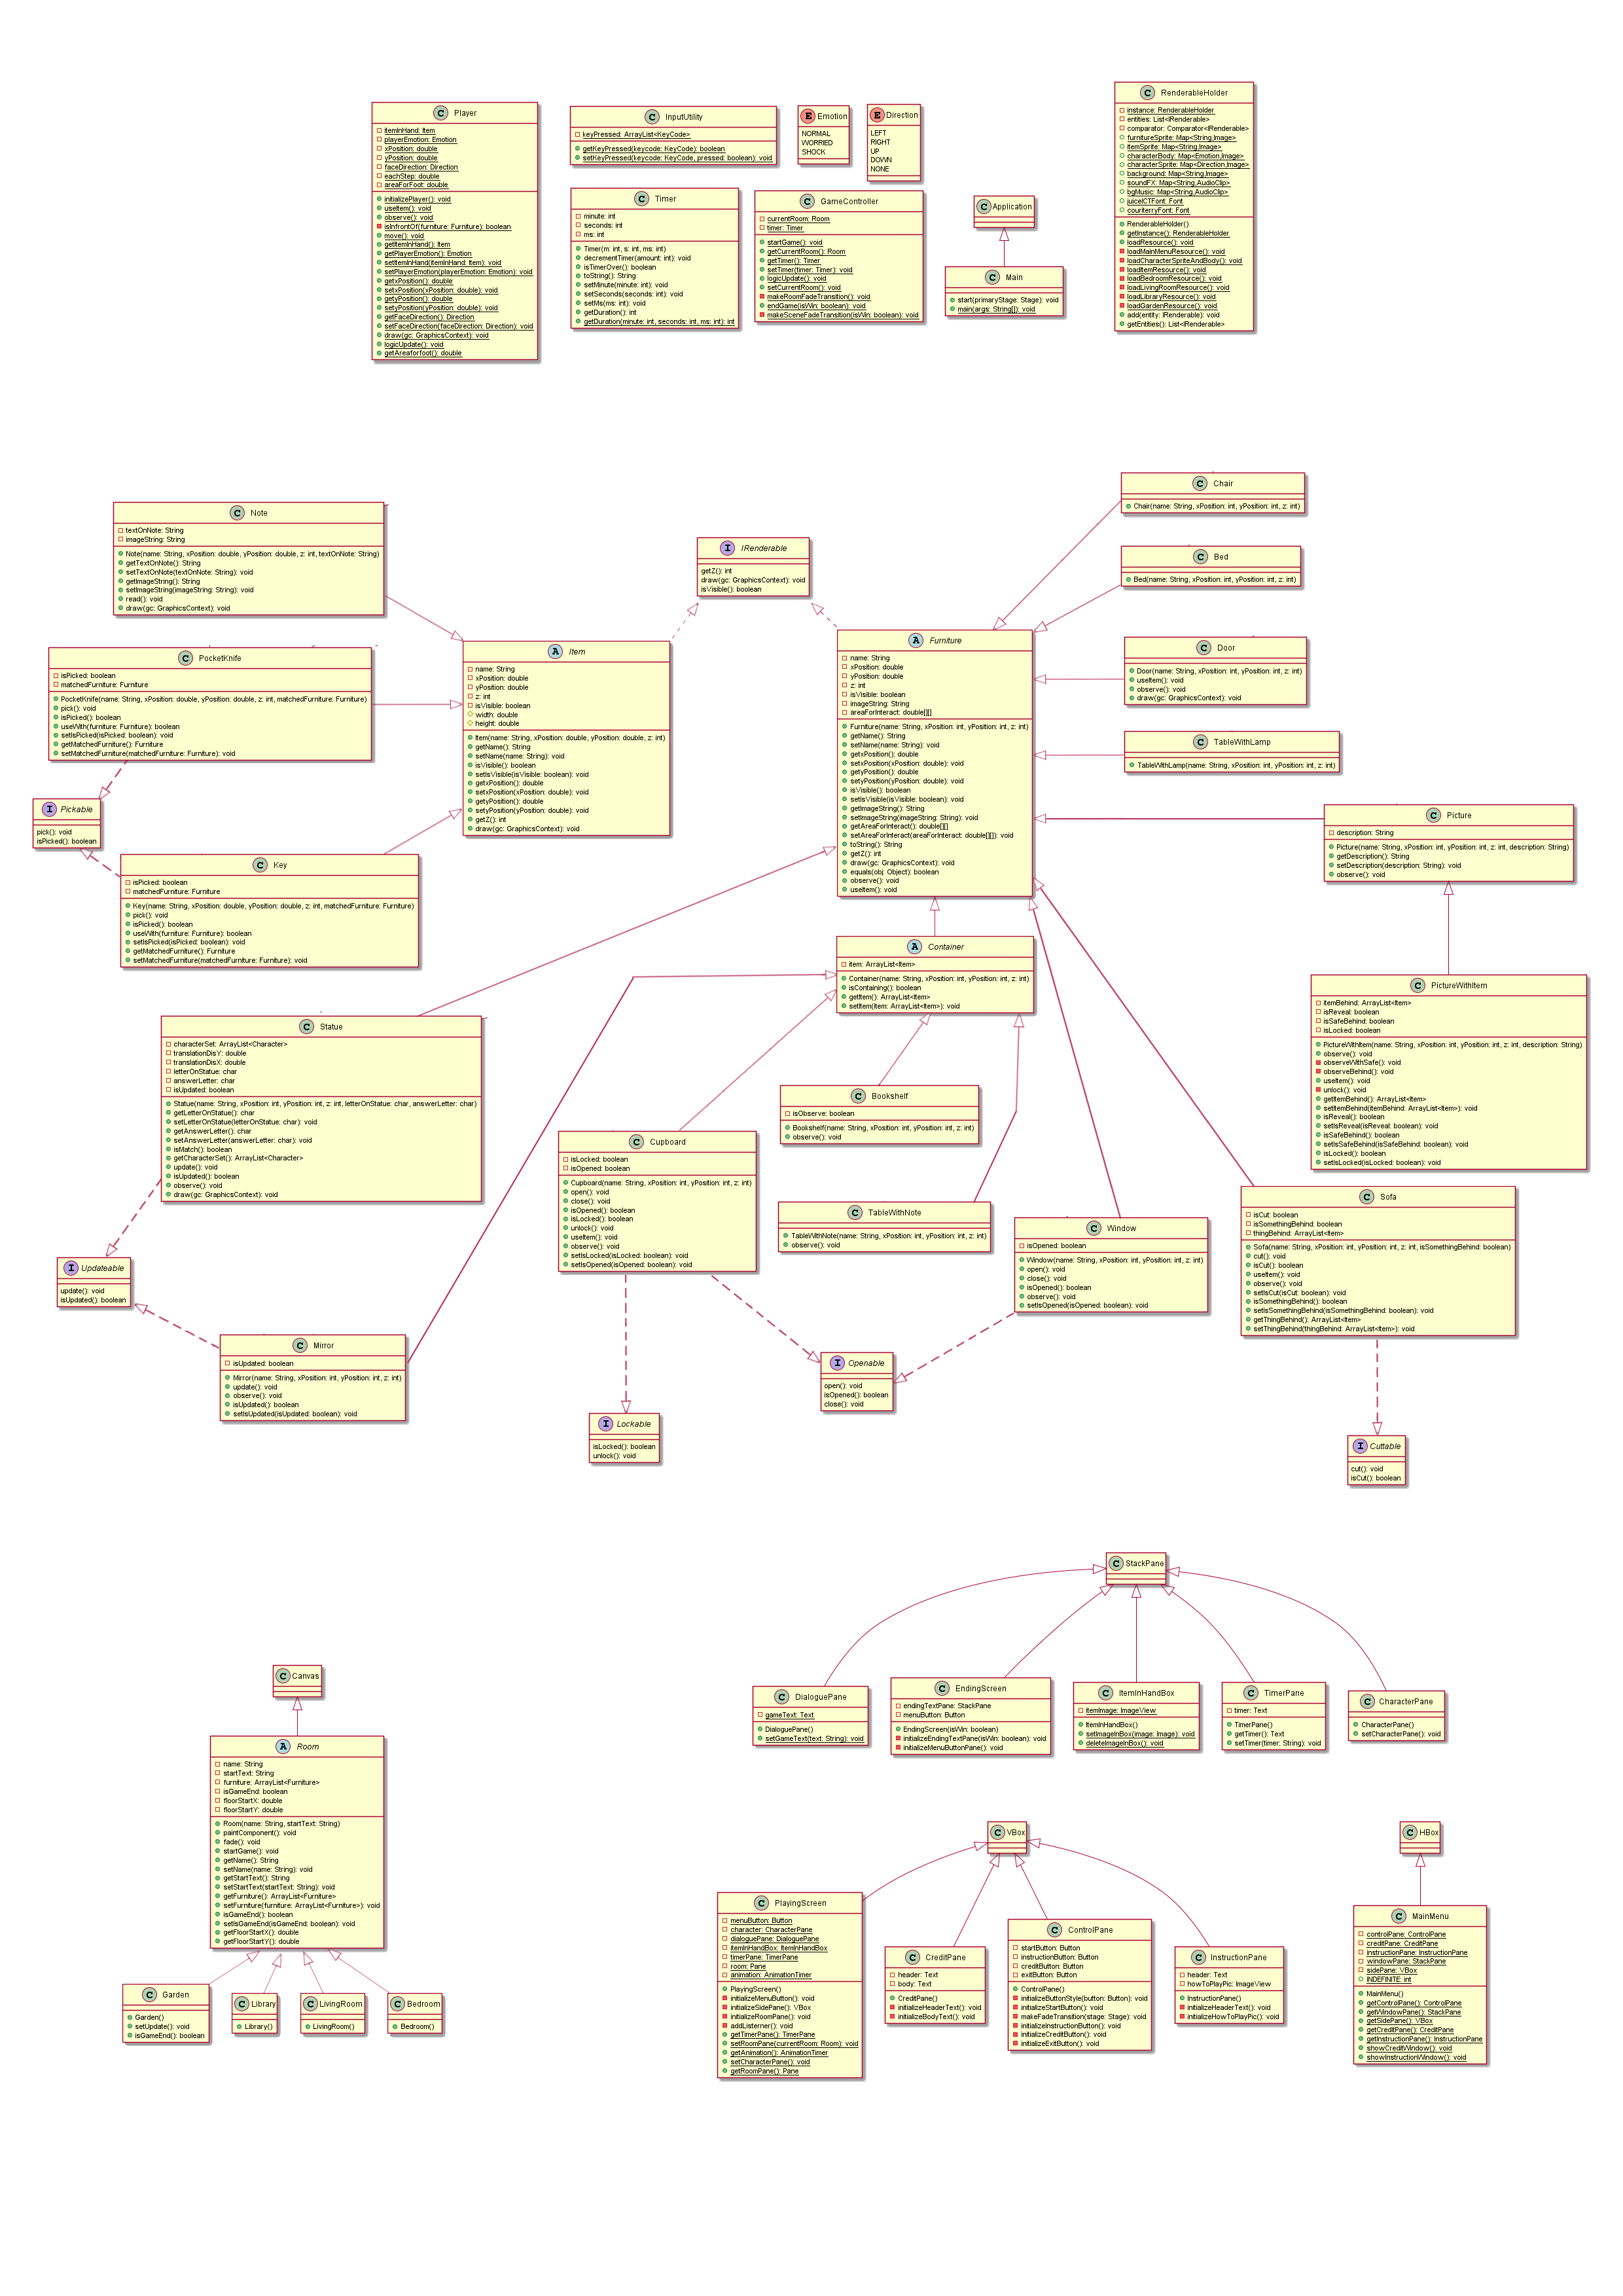 C Player
itemInHand: Item
playerEmotion: Emotion
xPosition: double
yPosition: double
faceDirection: Direction
eachStep: double
areaForFoot: double
initializePlayer(): void
useItem(): void
observe(): void
isInfrontOf(furniture: Furniture): boolean
move(): void
getItemInHand(): Item
getPlayerEmotion(): Emotion
setItemInHand(itemInHand: Item): void
setPlayerEmotion(playerEmotion: Emotion): void
getxPosition(): double
setxPosition(xPosition: double): void
getyPosition(): double
setyPosition(yPosition: double): void
getFaceDirection(): Direction
setFaceDirection(faceDirection: Direction): void
draw(gc: GraphicsContext): void
logicUpdate(): void
getAreaforfoot(): double
C InputUtility
keyPressed: ArrayList<KeyCode>
getKeyPressed(keycode: KeyCode): boolean
setKeyPressed(keycode: KeyCode, pressed: boolean): void
E Emotion
NORMAL
WORRIED
SHOCK
E Direction
LEFT
RIGHT
UP
DOWN
NONE
C Timer
minute: int
seconds: int
ms: int
Timer(m: int, s: int, ms: int)
decrementTimer(amount: int): void
isTimerOver(): boolean
toString(): String
setMinute(minute: int): void
setSeconds(seconds: int): void
setMs(ms: int): void
getDuration(): int
getDuration(minute: int, seconds: int, ms: int): int
C GameController
currentRoom: Room
timer: Timer
startGame(): void
getCurrentRoom(): Room
getTimer(): Timer
setTimer(timer: Timer): void
logicUpdate(): void
setCurrentRoom(): void
makeRoomFadeTransition(): void
endGame(isWin: boolean): void
makeSceneFadeTransition(isWin: boolean): void
C Application
C Main
start(primaryStage: Stage): void
main(args: String[]): void
C RenderableHolder
instance: RenderableHolder
entities: List<IRenderable>
comparator: Comparator<IRenderable>
furnitureSprite: Map<String,Image>
itemSprite: Map<String,Image>
characterBody: Map<Emotion,Image>
characterSprite: Map<Direction,Image>
background: Map<String,Image>
soundFX: Map<String,AudioClip>
bgMusic: Map<String,AudioClip>
juiceICTFont: Font
couriterryFont: Font
RenderableHolder()
getInstance(): RenderableHolder
loadResource(): void
loadMainMenuResource(): void
loadCharacterSpriteAndBody(): void
loadItemResource(): void
loadBedroomResource(): void
loadLivingRoomResource(): void
loadLibraryResource(): void
loadGardenResource(): void
add(entity: IRenderable): void
getEntities(): List<IRenderable>
C Note
textOnNote: String
imageString: String
Note(name: String, xPosition: double, yPosition: double, z: int, textOnNote: String)
getTextOnNote(): String
setTextOnNote(textOnNote: String): void
getImageString(): String
setImageString(imageString: String): void
read(): void
draw(gc: GraphicsContext): void
C PocketKnife
isPicked: boolean
matchedFurniture: Furniture
PocketKnife(name: String, xPosition: double, yPosition: double, z: int, matchedFurniture: Furniture)
pick(): void
isPicked(): boolean
useWith(furniture: Furniture): boolean
setIsPicked(isPicked: boolean): void
getMatchedFurniture(): Furniture
setMatchedFurniture(matchedFurniture: Furniture): void
I Pickable
pick(): void
isPicked(): boolean
C Key
isPicked: boolean
matchedFurniture: Furniture
Key(name: String, xPosition: double, yPosition: double, z: int, matchedFurniture: Furniture)
pick(): void
isPicked(): boolean
useWith(furniture: Furniture): boolean
setIsPicked(isPicked: boolean): void
getMatchedFurniture(): Furniture
setMatchedFurniture(matchedFurniture: Furniture): void
I IRenderable
getZ(): int
draw(gc: GraphicsContext): void
isVisible(): boolean
A Item
name: String
xPosition: double
yPosition: double
z: int
isVisible: boolean
width: double
height: double
Item(name: String, xPosition: double, yPosition: double, z: int)
getName(): String
setName(name: String): void
isVisible(): boolean
setIsVisible(isVisible: boolean): void
getxPosition(): double
setxPosition(xPosition: double): void
getyPosition(): double
setyPosition(yPosition: double): void
getZ(): int
draw(gc: GraphicsContext): void
A Furniture
name: String
xPosition: double
yPosition: double
z: int
isVisible: boolean
imageString: String
areaForInteract: double[][]
Furniture(name: String, xPosition: int, yPosition: int, z: int)
getName(): String
setName(name: String): void
getxPosition(): double
setxPosition(xPosition: double): void
getyPosition(): double
setyPosition(yPosition: double): void
isVisible(): boolean
setIsVisible(isVisible: boolean): void
getImageString(): String
setImageString(imageString: String): void
getAreaForInteract(): double[][]
setAreaForInteract(areaForInteract: double[][]): void
toString(): String
getZ(): int
draw(gc: GraphicsContext): void
equals(obj: Object): boolean
observe(): void
useItem(): void
C Chair
Chair(name: String, xPosition: int, yPosition: int, z: int)
C Bed
Bed(name: String, xPosition: int, yPosition: int, z: int)
C Door
Door(name: String, xPosition: int, yPosition: int, z: int)
useItem(): void
observe(): void
draw(gc: GraphicsContext): void
C TableWithLamp
TableWithLamp(name: String, xPosition: int, yPosition: int, z: int)
C Picture
description: String
Picture(name: String, xPosition: int, yPosition: int, z: int, description: String)
getDescription(): String
setDescription(description: String): void
observe(): void
C PictureWithItem
itemBehind: ArrayList<Item>
isReveal: boolean
isSafeBehind: boolean
isLocked: boolean
PictureWithItem(name: String, xPosition: int, yPosition: int, z: int, description: String)
observe(): void
observeWithSafe(): void
observeBehind(): void
useItem(): void
unlock(): void
getItemBehind(): ArrayList<Item>
setItemBehind(itemBehind: ArrayList<Item>): void
isReveal(): boolean
setIsReveal(isReveal: boolean): void
isSafeBehind(): boolean
setIsSafeBehind(isSafeBehind: boolean): void
isLocked(): boolean
setIsLocked(isLocked: boolean): void
A Container
item: ArrayList<Item>
Container(name: String, xPosition: int, yPosition: int, z: int)
isContaining(): boolean
getItem(): ArrayList<Item>
setItem(item: ArrayList<Item>): void
C Statue
characterSet: ArrayList<Character>
translationDisY: double
translationDisX: double
letterOnStatue: char
answerLetter: char
isUpdated: boolean
Statue(name: String, xPosition: int, yPosition: int, z: int, letterOnStatue: char, answerLetter: char)
getLetterOnStatue(): char
setLetterOnStatue(letterOnStatue: char): void
getAnswerLetter(): char
setAnswerLetter(answerLetter: char): void
isMatch(): boolean
getCharacterSet(): ArrayList<Character>
update(): void
isUpdated(): boolean
observe(): void
draw(gc: GraphicsContext): void
C Bookshelf
isObserve: boolean
Bookshelf(name: String, xPosition: int, yPosition: int, z: int)
observe(): void
C Cupboard
isLocked: boolean
isOpened: boolean
Cupboard(name: String, xPosition: int, yPosition: int, z: int)
open(): void
close(): void
isOpened(): boolean
isLocked(): boolean
unlock(): void
useItem(): void
observe(): void
setIsLocked(isLocked: boolean): void
setIsOpened(isOpened: boolean): void
C TableWithNote
TableWithNote(name: String, xPosition: int, yPosition: int, z: int)
observe(): void
C Window
isOpened: boolean
Window(name: String, xPosition: int, yPosition: int, z: int)
open(): void
close(): void
isOpened(): boolean
observe(): void
setIsOpened(isOpened: boolean): void
C Sofa
isCut: boolean
isSomethingBehind: boolean
thingBehind: ArrayList<Item>
Sofa(name: String, xPosition: int, yPosition: int, z: int, isSomethingBehind: boolean)
cut(): void
isCut(): boolean
useItem(): void
observe(): void
setIsCut(isCut: boolean): void
isSomethingBehind(): boolean
setIsSomethingBehind(isSomethingBehind: boolean): void
getThingBehind(): ArrayList<Item>
setThingBehind(thingBehind: ArrayList<Item>): void
I Updateable
update(): void
isUpdated(): boolean
C Mirror
isUpdated: boolean
Mirror(name: String, xPosition: int, yPosition: int, z: int)
update(): void
observe(): void
isUpdated(): boolean
setIsUpdated(isUpdated: boolean): void
I Openable
open(): void
isOpened(): boolean
close(): void
I Lockable
isLocked(): boolean
unlock(): void
I Cuttable
cut(): void
isCut(): boolean
C StackPane
C DialoguePane
gameText: Text
DialoguePane()
setGameText(text: String): void
C EndingScreen
endingTextPane: StackPane
menuButton: Button
EndingScreen(isWin: boolean)
initializeEndingTextPane(isWin: boolean): void
initializeMenuButtonPane(): void
C ItemInHandBox
itemImage: ImageView
ItemInHandBox()
setImageInBox(image: Image): void
deleteImageInBox(): void
C TimerPane
timer: Text
TimerPane()
getTimer(): Text
setTimer(timer: String): void
C CharacterPane
CharacterPane()
setCharacterPane(): void
C Canvas
A Room
name: String
startText: String
furniture: ArrayList<Furniture>
isGameEnd: boolean
floorStartX: double
floorStartY: double
Room(name: String, startText: String)
paintComponent(): void
fade(): void
startGame(): void
getName(): String
setName(name: String): void
getStartText(): String
setStartText(startText: String): void
getFurniture(): ArrayList<Furniture>
setFurniture(furniture: ArrayList<Furniture>): void
isGameEnd(): boolean
setIsGameEnd(isGameEnd: boolean): void
getFloorStartX(): double
getFloorStartY(): double
C Garden
Garden()
setUpdate(): void
isGameEnd(): boolean
C Library
Library()
C LivingRoom
LivingRoom()
C Bedroom
Bedroom()
C VBox
C PlayingScreen
menuButton: Button
character: CharacterPane
dialoguePane: DialoguePane
itemInHandBox: ItemInHandBox
timerPane: TimerPane
room: Pane
animation: AnimationTimer
PlayingScreen()
initializeMenuButton(): void
initializeSidePane(): VBox
initializeRoomPane(): void
addListerner(): void
getTimerPane(): TimerPane
setRoomPane(currentRoom: Room): void
getAnimation(): AnimationTimer
setCharacterPane(): void
getRoomPane(): Pane
C CreditPane
header: Text
body: Text
CreditPane()
initializeHeaderText(): void
initializeBodyText(): void
C ControlPane
startButton: Button
instructionButton: Button
creditButton: Button
exitButton: Button
ControlPane()
initializeButtonStyle(button: Button): void
initializeStartButton(): void
makeFadeTransition(stage: Stage): void
initializeInstructionButton(): void
initializeCreditButton(): void
initializeExitButton(): void
C InstructionPane
header: Text
howToPlayPic: ImageView
InstructionPane()
initializeHeaderText(): void
initializeHowToPlayPic(): void
C HBox
C MainMenu
controlPane: ControlPane
creditPane: CreditPane
instructionPane: InstructionPane
windowPane: StackPane
sidePane: VBox
INDEFINITE: int
MainMenu()
getControlPane(): ControlPane
getWindowPane(): StackPane
getSidePane(): VBox
getCreditPane(): CreditPane
getInstructionPane(): InstructionPane
showCreditWindow(): void
showInstructionWindow(): void